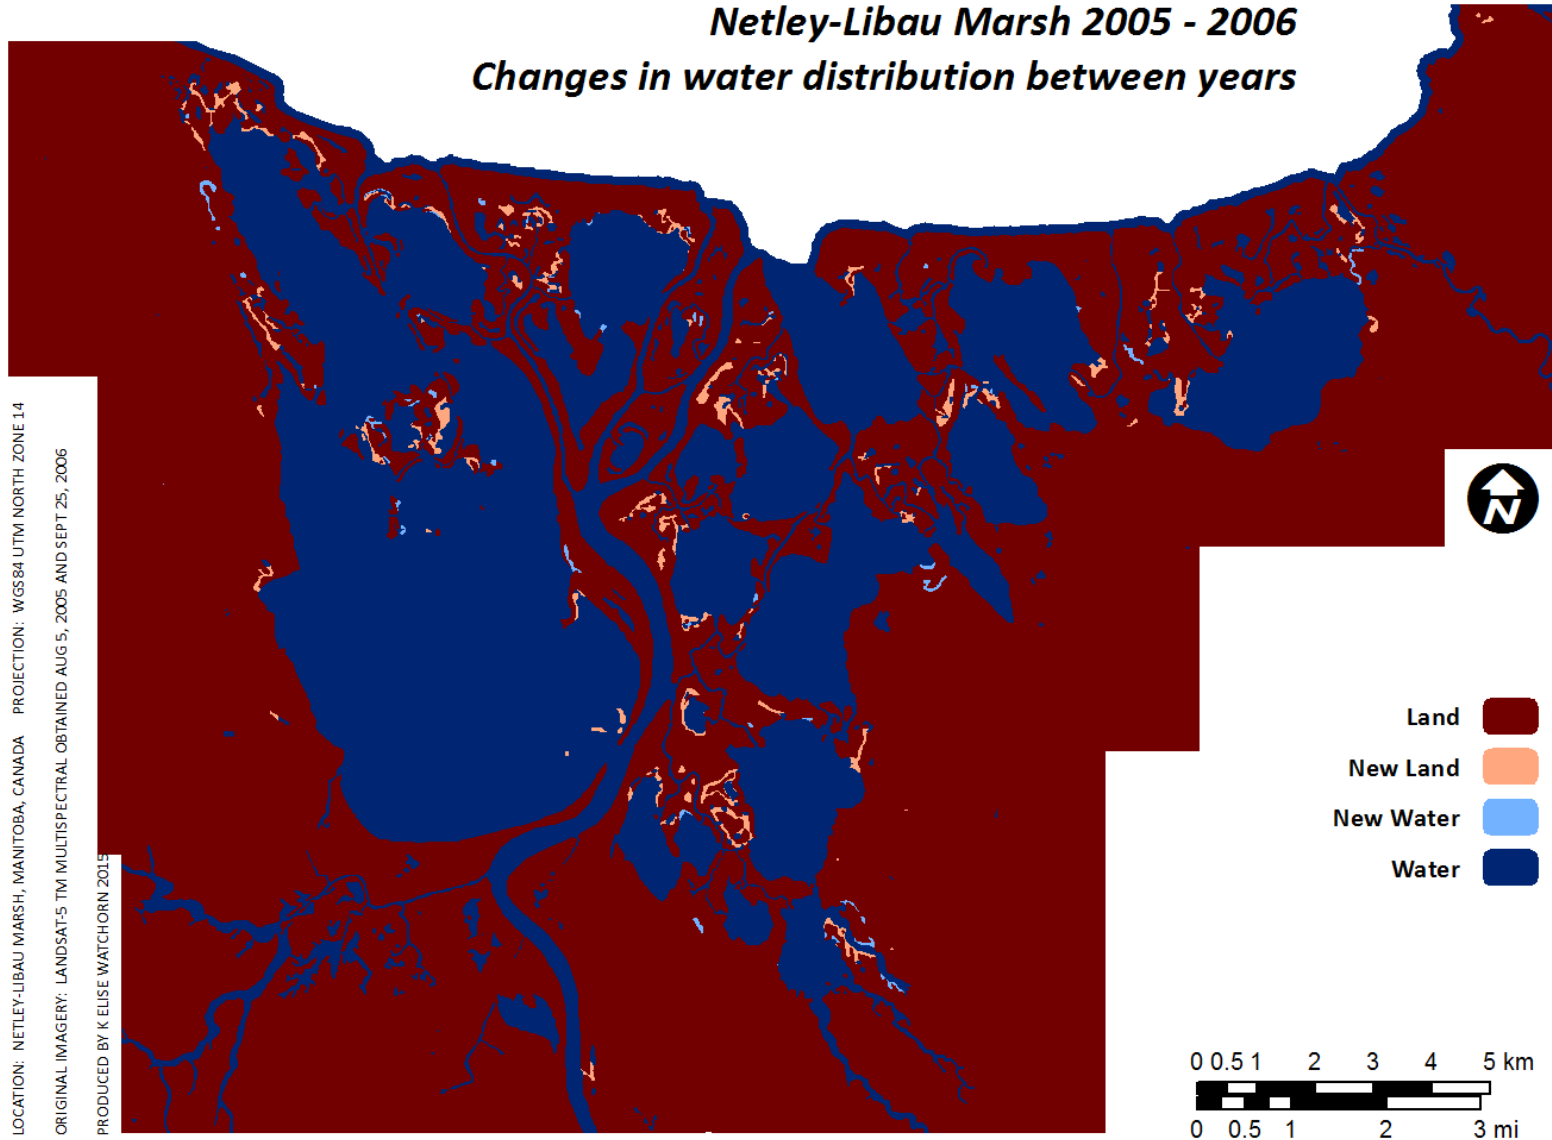 Netley-Libau Marsh 2005 - 2006
Changes in water distribution between years
LOCATION: NETLEY-LIBAU MARSH, MANITOBA, CANADA PROJECTION: WGS84 UTM NORTH ZONE 14
ORIGINAL IMAGERY: LANDSAT-5 TM MULTISPECTRAL OBTAINED AUG 5, 2005 AND SEPT 25, 2006
PRODUCED BY K ELISE WATCHORN 2015
N
Land
New Land
New Water
Water
0 0.5 1 2 3 4 5 km
0 0.5 1 2 3 mi